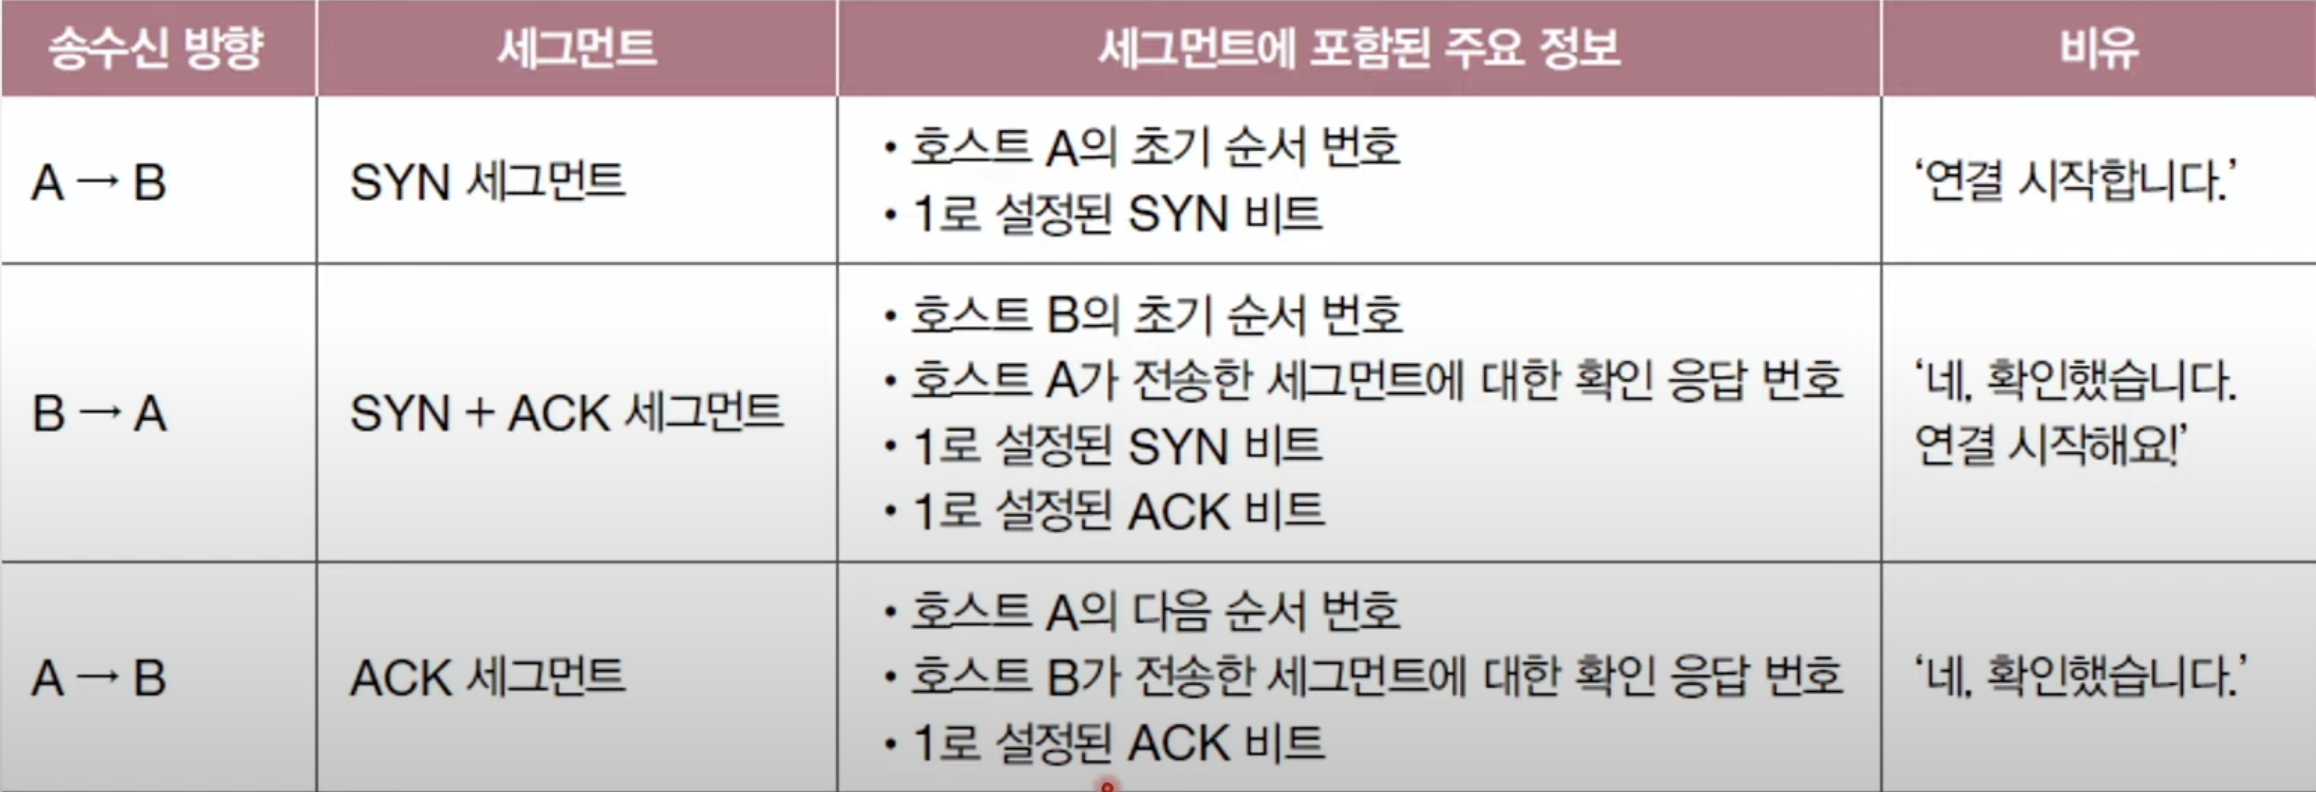 송수신 방향
세그먼트
세그먼트에 포함된 주요 정보
비유
A → B
SYN 세그먼트
• 호스트 A의 초기 순서 번호
• 1로 설정된 SYN 비트
‘연결 시작합니다.’
B → A
SYN + ACK 세그먼트
• 호스트 B의 초기 순서 번호
• 호스트 A가 전송한 세그먼트에 대한 확인 응답 번호
• 1로 설정된 SYN 비트
• 1로 설정된 ACK 비트
‘네, 확인했습니다.
연결 시작해요!’
A → B
ACK 세그먼트
• 호스트 A의 다음 순서 번호
• 호스트 B가 전송한 세그먼트에 대한 확인 응답 번호
• 1로 설정된 ACK 비트
‘네, 확인했습니다.’